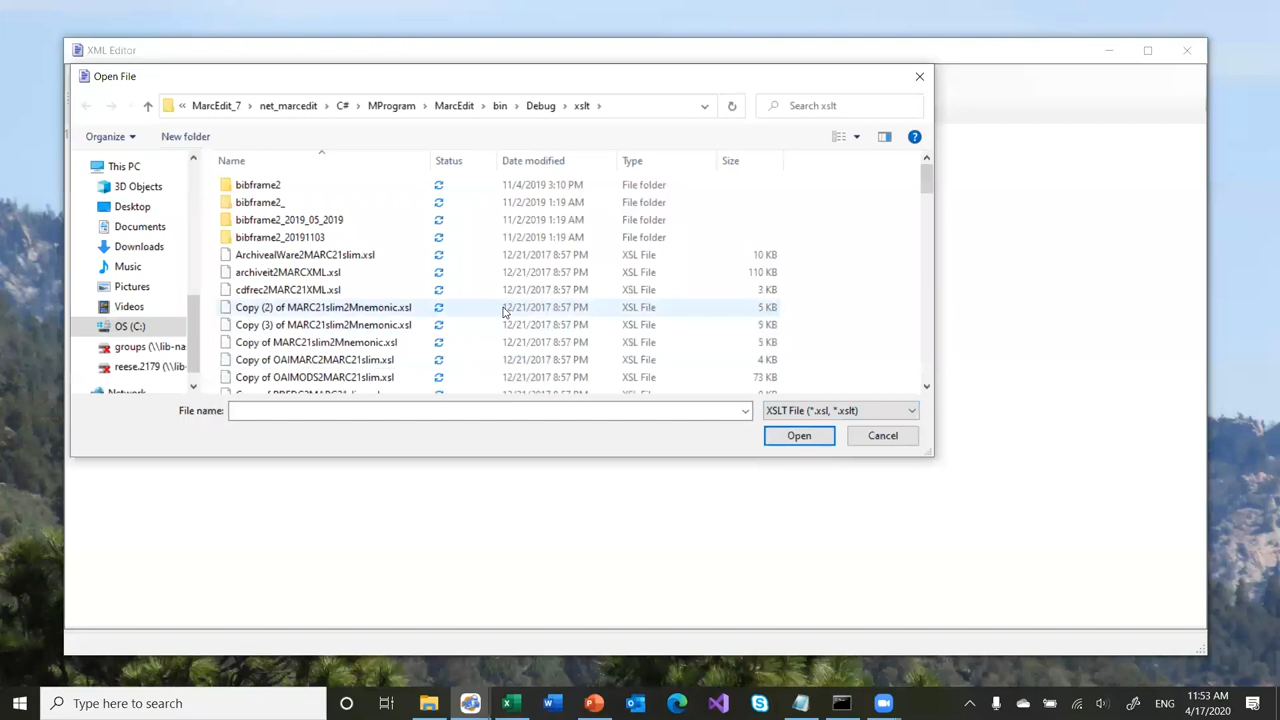 XML Editor
Open File
« MarcEdit_7 > net_marcedit > C# > MProgram > MarcEdit > bin > Debug > xslt >
Search xslt
Organize
New folder
Name Status Date modified Type Size
This PC
3D Objects
Desktop
Documents
Downloads
Music
Pictures
Videos
OS (C:)
groups (\\lib-na
reese.2179 (\\lib-
Network
bibframe2 11/4/2019 3:10 PM File folder
bibframe2_ 11/2/2019 1:19 AM File folder
bibframe2_2019_05_2019 11/2/2019 1:19 AM File folder
bibframe2_20191103 11/2/2019 1:19 AM File folder
ArchivealWare2MARC21slim.xsl 12/21/2017 8:57 PM XSL File 10 KB
archiveit2MARCXML.xsl 12/21/2017 8:57 PM XSL File 110 KB
cdfrec2MARC21XML.xsl 12/21/2017 8:57 PM XSL File 3 KB
Copy (2) of MARC21slim2Mnemonic.xsl 12/21/2017 8:57 PM XSL File 5 KB
Copy (3) of MARC21slim2Mnemonic.xsl 12/21/2017 8:57 PM XSL File 5 KB
Copy of MARC21slim2Mnemonic.xsl 12/21/2017 8:57 PM XSL File 5 KB
Copy of OAIMARC2MARC21slim.xsl 12/21/2017 8:57 PM XSL File 4 KB
Copy of OAIMODS2MARC21slim.xsl 12/21/2017 8:57 PM XSL File 73 KB
File name:
XSLT File (*.xsl, *.xslt)
Open
Cancel
Type here to search
ENG
11:53 AM
4/17/2020